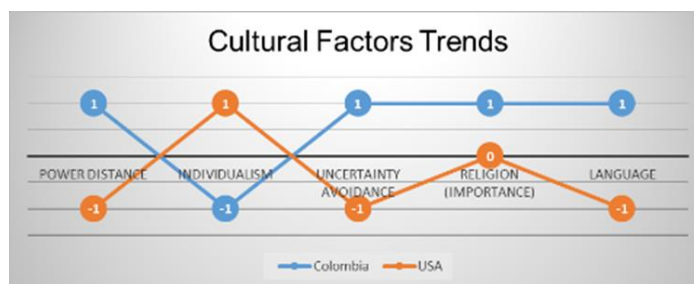 Cultural Factors Trends
1 1 1 1 1
0
POWER DISTANCE INDIVIDUALISM UNCERTAINTY AVOIDANCE RELIGION (IMPORTANCE) LANGUAGE
-1 -1 -1 -1
Colombia USA